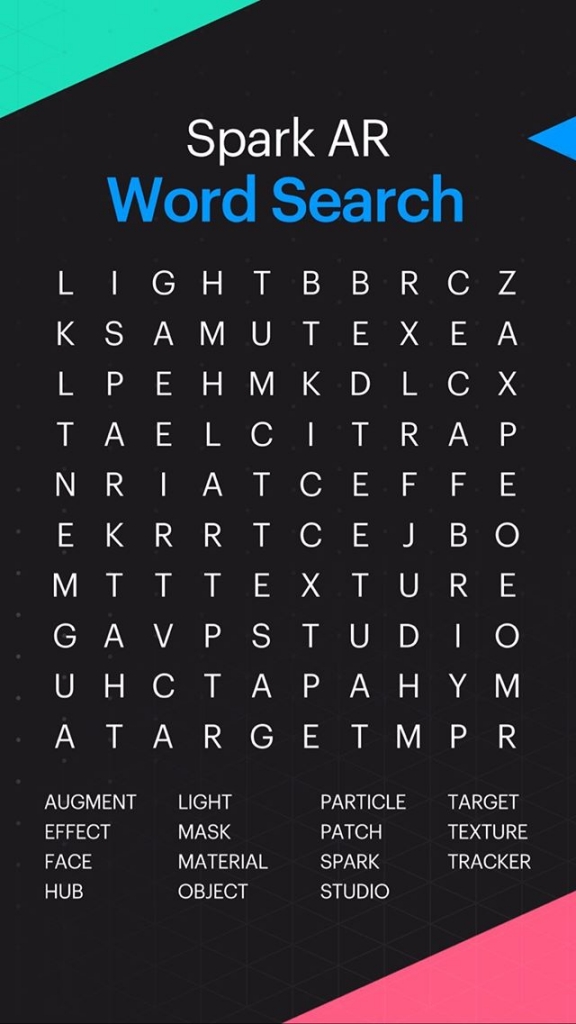 Spark AR
Word Search
L I G H T B B R C Z
K S A M U T E X E A
L P E H M K D L C X
T A E L C I T R A P
N R I A T C E F F E
E K R R T C E J B O
M T T T E X T U R E
G A V P S T U D I O
U H C T A P A H Y M
A T A R G E T M P R
AUGMENT LIGHT PARTICLE TARGET
EFFECT MASK PATCH TEXTURE
FACE MATERIAL SPARK TRACKER
HUB OBJECT STUDIO